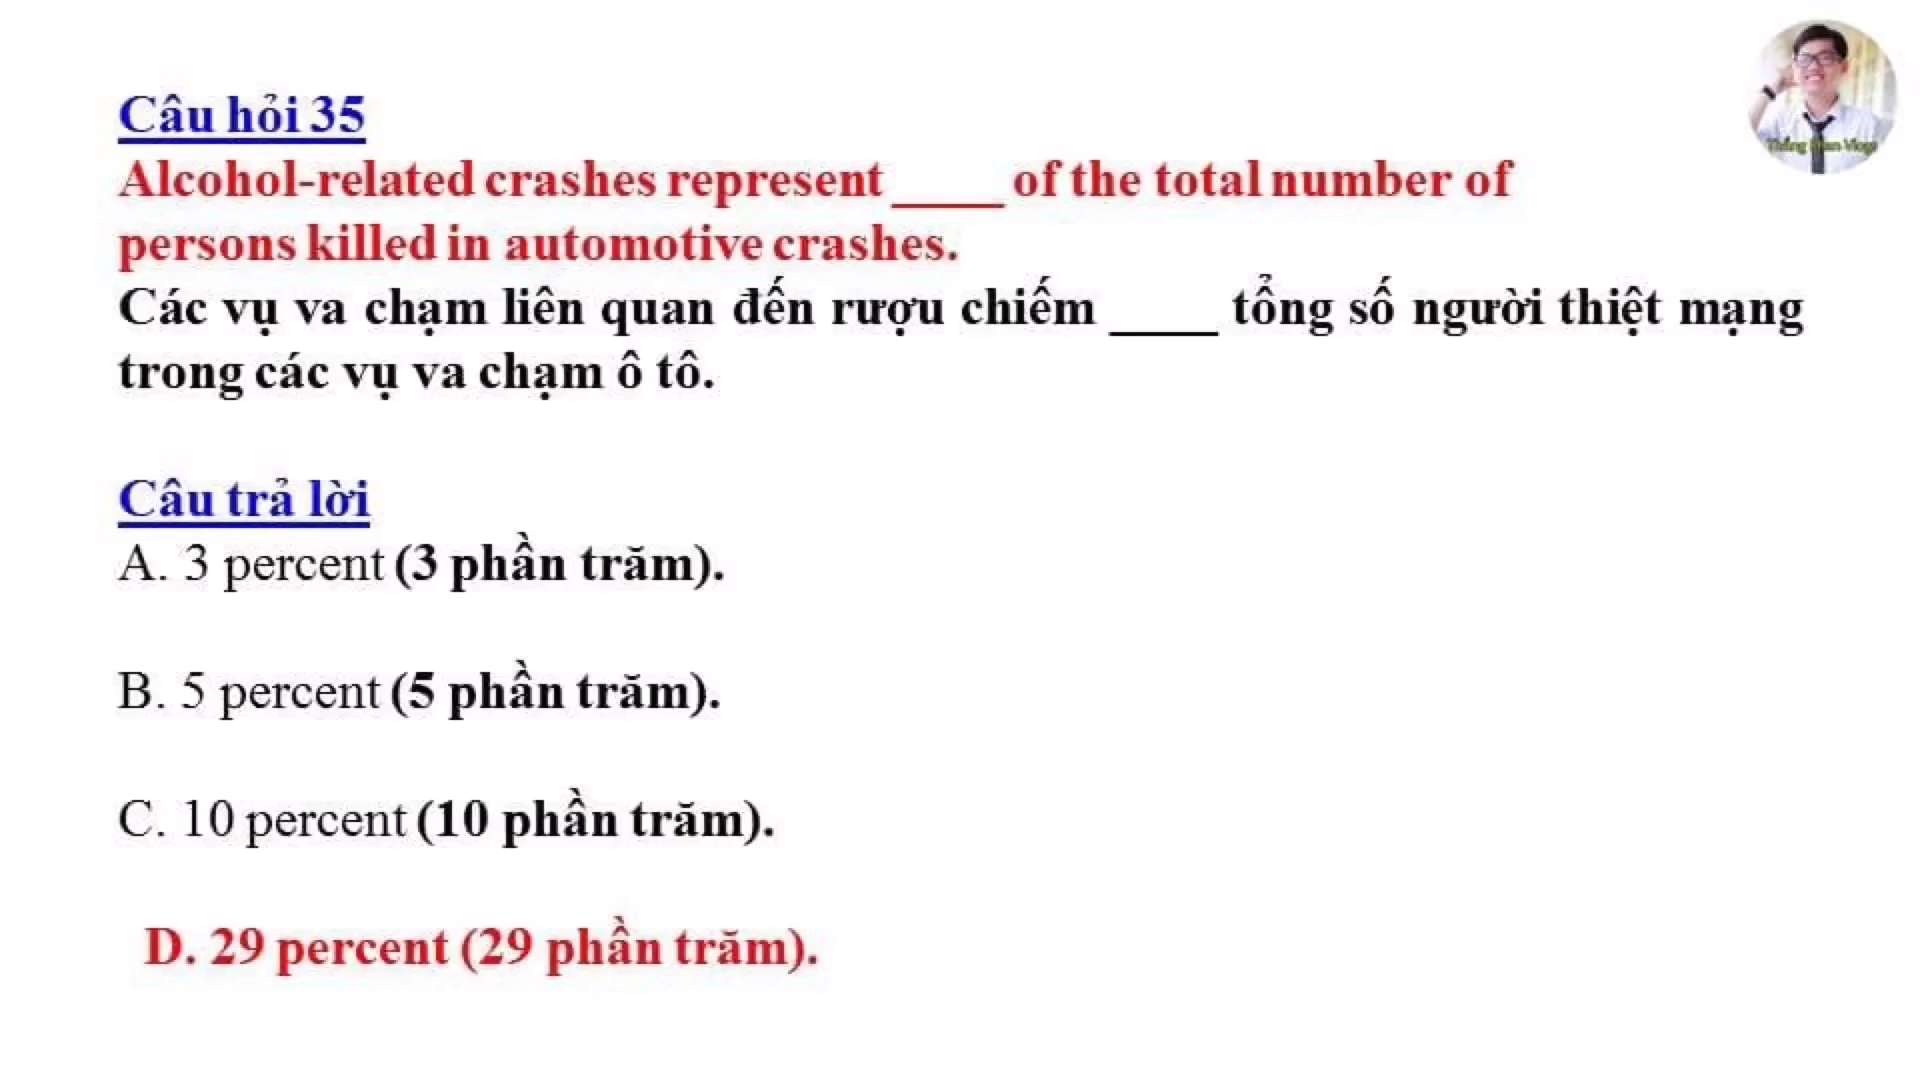 Câu hỏi 35
Alcohol-related crashes represent ____ of the total number of
persons killed in automotive crashes.
Các vụ va chạm liên quan đến rượu chiếm ____ tổng số người thiệt mạng
trong các vụ va chạm ô tô.
Câu trả lời
A. 3 percent (3 phần trăm).
B. 5 percent (5 phần trăm).
C. 10 percent (10 phần trăm).
D. 29 percent (29 phần trăm).